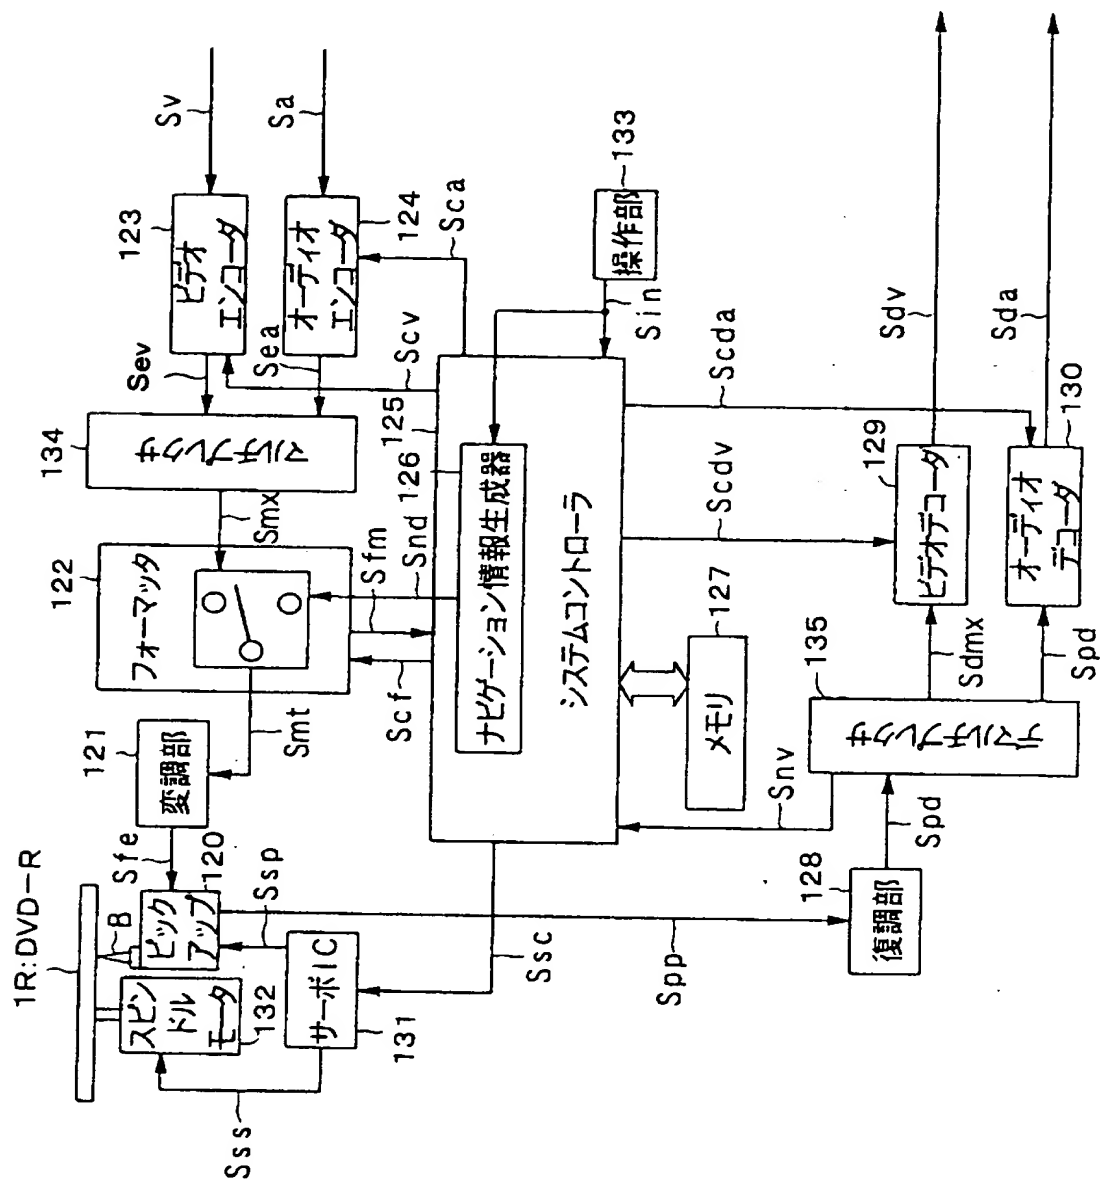 1R:DVD-R
B
スピン
ドル
モータ
132
ピック
アップ
120
Sfe
変調部
121
Smt
フォーマッタ
122
Smx
マルチプレクサ
134
Sev
Sea
ビデオ
エンコータ
123
Sv
オーディオ
エンコータ
124
Sa
Sca
Scv
Sss
サーボIC
131
Ssp
Ssc
Scf
Sfm
Snd
125
126
ナビゲーション情報生成器
システムコントローラ
操作部
133
Sin
メモリ
127
Spp
復調部
128
Spd
Snv
デマルチプレクサ
135
Sdmx
Spd
Scdv
Scda
ビデオデコータ
129
オーディオ
デコータ
130
Sdv
Sda